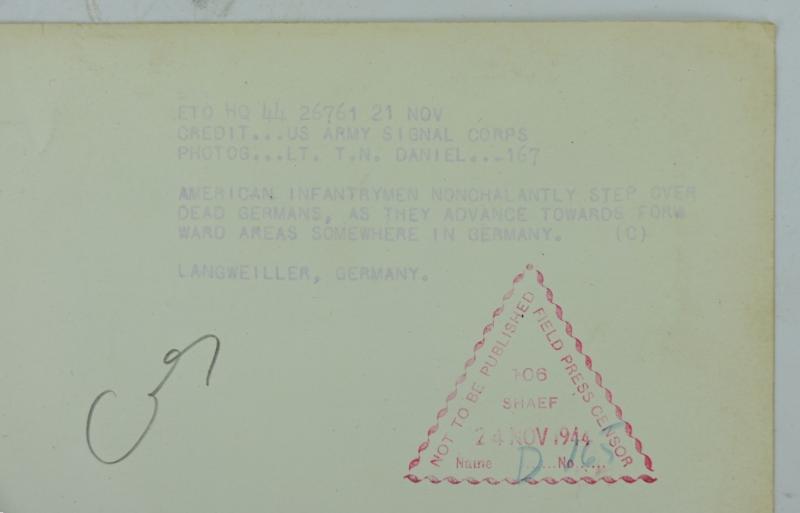 ETO HQ 44 26761 21 NOV
CREDIT...US ARMY SIGNAL CORPS
PHOTOG...LT. T.N. DANIEL...-167
AMERICAN INFANTRYMEN NONCHALANTLY STEP OVER
DEAD GERMANS, AS THEY ADVANCE TOWARDS FORW
WARD AREAS SOMEWHERE IN GERMANY. (C)
LANGWEILLER, GERMANY.
NOT TO BE PUBLISHED
FIELD PRESS CENSOR
106
SHAEF
24 NOV 1944
Name ...... No......
D 165